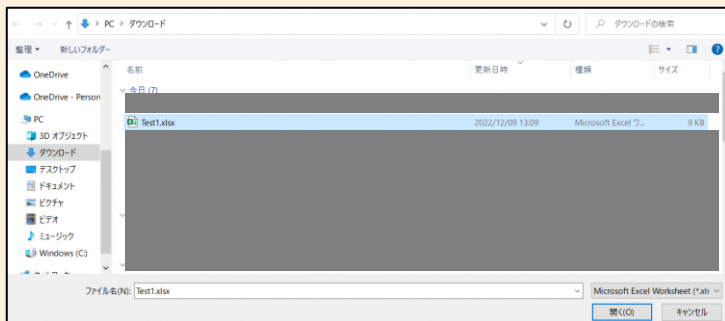 PC > ダウンロード
ダウンロードの検索
整理 新しいフォルダー
名前 更新日時 種類 サイズ
今日 (7)
Test1.xlsx 2022/12/09 13:09 Microsoft Excel ワ... 9 KB
OneDrive
OneDrive - Person
PC
3D オブジェクト
ダウンロード
デスクトップ
ドキュメント
ピクチャ
ビデオ
ミュージック
Windows (C:)
ファイル名(N): Test1.xlsx
Microsoft Excel Worksheet (*.xls
開く(O) キャンセル